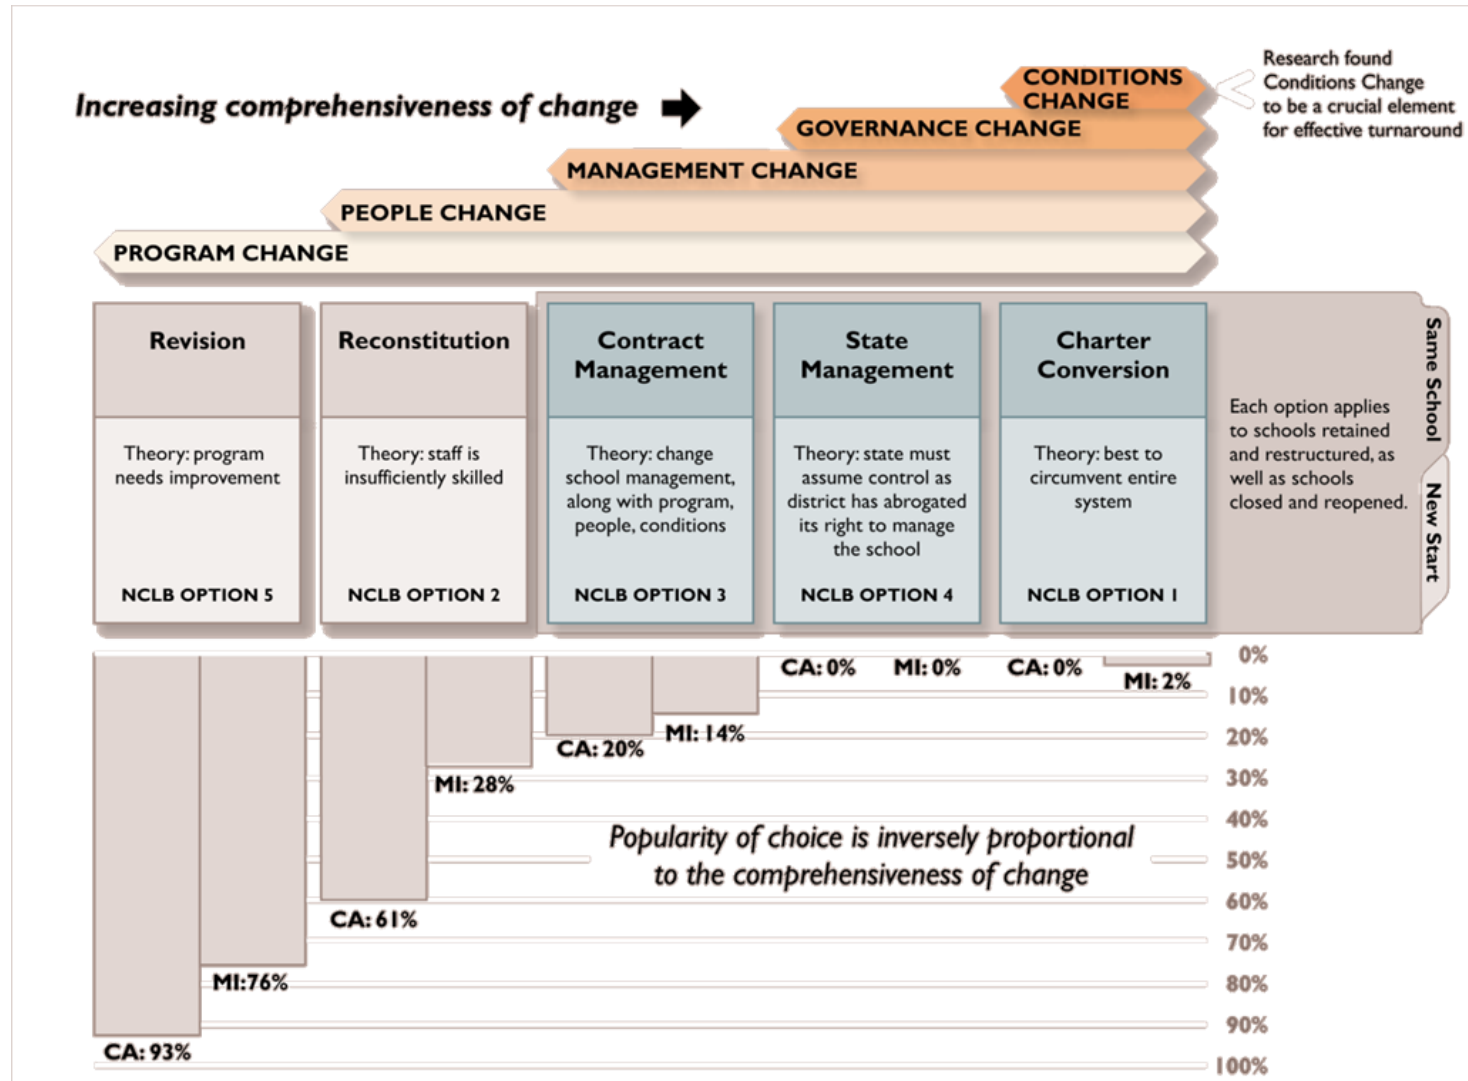 Increasing comprehensiveness of change
CONDITIONS
CHANGE
Research found
Conditions Change
to be a crucial element
for effective turnaround
GOVERNANCE CHANGE
MANAGEMENT CHANGE
PEOPLE CHANGE
PROGRAM CHANGE
Revision
Theory: program
needs improvement
NCLB OPTION 5
Reconstitution
Theory: staff is
insufficiently skilled
NCLB OPTION 2
Contract
Management
Theory: change
school management,
along with program,
people, conditions
NCLB OPTION 3
State
Management
Theory: state must
assume control as
district has abrogated
its right to manage
the school
NCLB OPTION 4
Charter
Conversion
Theory: best to
circumvent entire
system
NCLB OPTION 1
Each option applies
to schools retained
and restructured, as
well as schools
closed and reopened.
Same School
New Start
CA: 93%
MI:76%
CA: 61%
MI: 28%
CA: 20%
MI: 14%
CA: 0%
MI: 0%
CA: 0%
MI: 2%
Popularity of choice is inversely proportional
to the comprehensiveness of change
0%
10%
20%
30%
40%
50%
60%
70%
80%
90%
100%